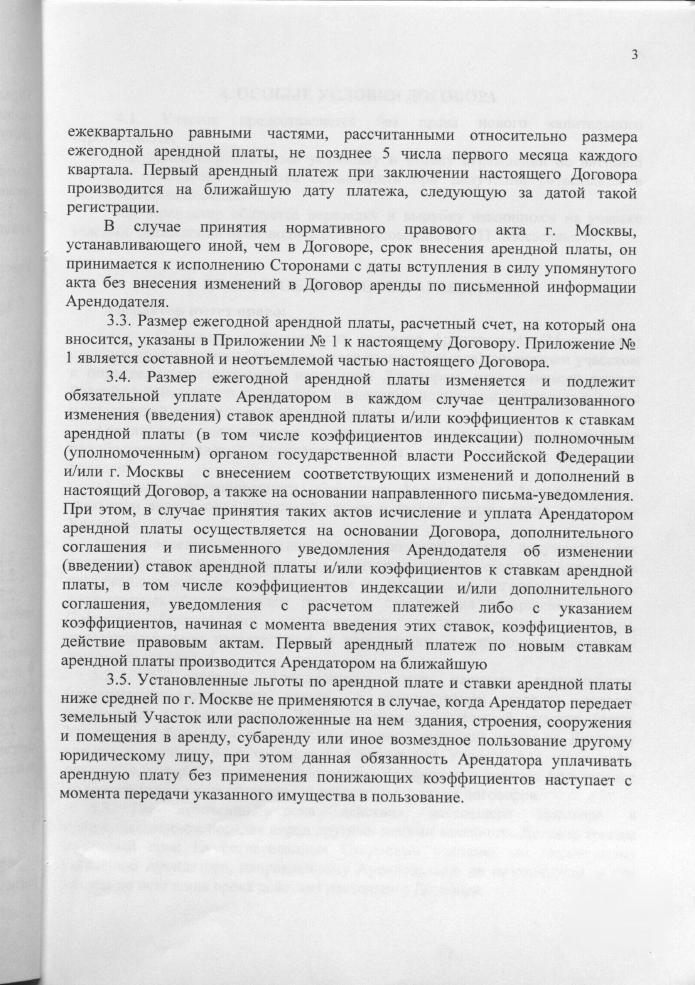 3
ежеквартально равными частями, рассчитанными относительно размера
ежегодной арендной платы, не позднее 5 числа первого месяца каждого
квартала. Первый арендный платеж при заключении настоящего Договора
производится на ближайшую дату платежа, следующую за датой такой
регистрации.
В случае принятия нормативного правового акта г. Москвы,
устанавливающего иной, чем в Договоре, срок внесения арендной платы, он
принимается к исполнению Сторонами с даты вступления в силу упомянутого
акта без внесения изменений в Договор аренды по письменной информации
Арендодателя.
3.3. Размер ежегодной арендной платы, расчетный счет, на который она
вносится, указаны в Приложении № 1 к настоящему Договору. Приложение №
1 является составной и неотъемлемой частью настоящего Договора.
3.4. Размер ежегодной арендной платы изменяется и подлежит
обязательной уплате Арендатором в каждом случае централизованного
изменения (введения) ставок арендной платы и/или коэффициентов к ставкам
арендной платы (в том числе коэффициентов индексации) полномочным
(уполномоченным) органом государственной власти Российской Федерации
и/или г. Москвы с внесением соответствующих изменений и дополнений в
настоящий Договор, а также на основании направленного письма-уведомления.
При этом, в случае принятия таких актов исчисление и уплата Арендатором
арендной платы осуществляется на основании Договора, дополнительного
соглашения и письменного уведомления Арендодателя об изменении
(введении) ставок арендной платы и/или коэффициентов к ставкам арендной
платы, в том числе коэффициентов индексации и/или дополнительного
соглашения, уведомления с расчетом платежей либо с указанием
коэффициентов, начиная с момента введения этих ставок, коэффициентов, в
действие правовым актам. Первый арендный платеж по новым ставкам
арендной платы производится Арендатором на ближайшую
3.5. Установленные льготы по арендной плате и ставки арендной платы
ниже средней по г. Москве не применяются в случае, когда Арендатор передает
земельный Участок или расположенные на нем здания, строения, сооружения
и помещения в аренду, субаренду или иное возмездное пользование другому
юридическому лицу, при этом данная обязанность Арендатора уплачивать
арендную плату без применения понижающих коэффициентов наступает с
момента передачи указанного имущества в пользование.